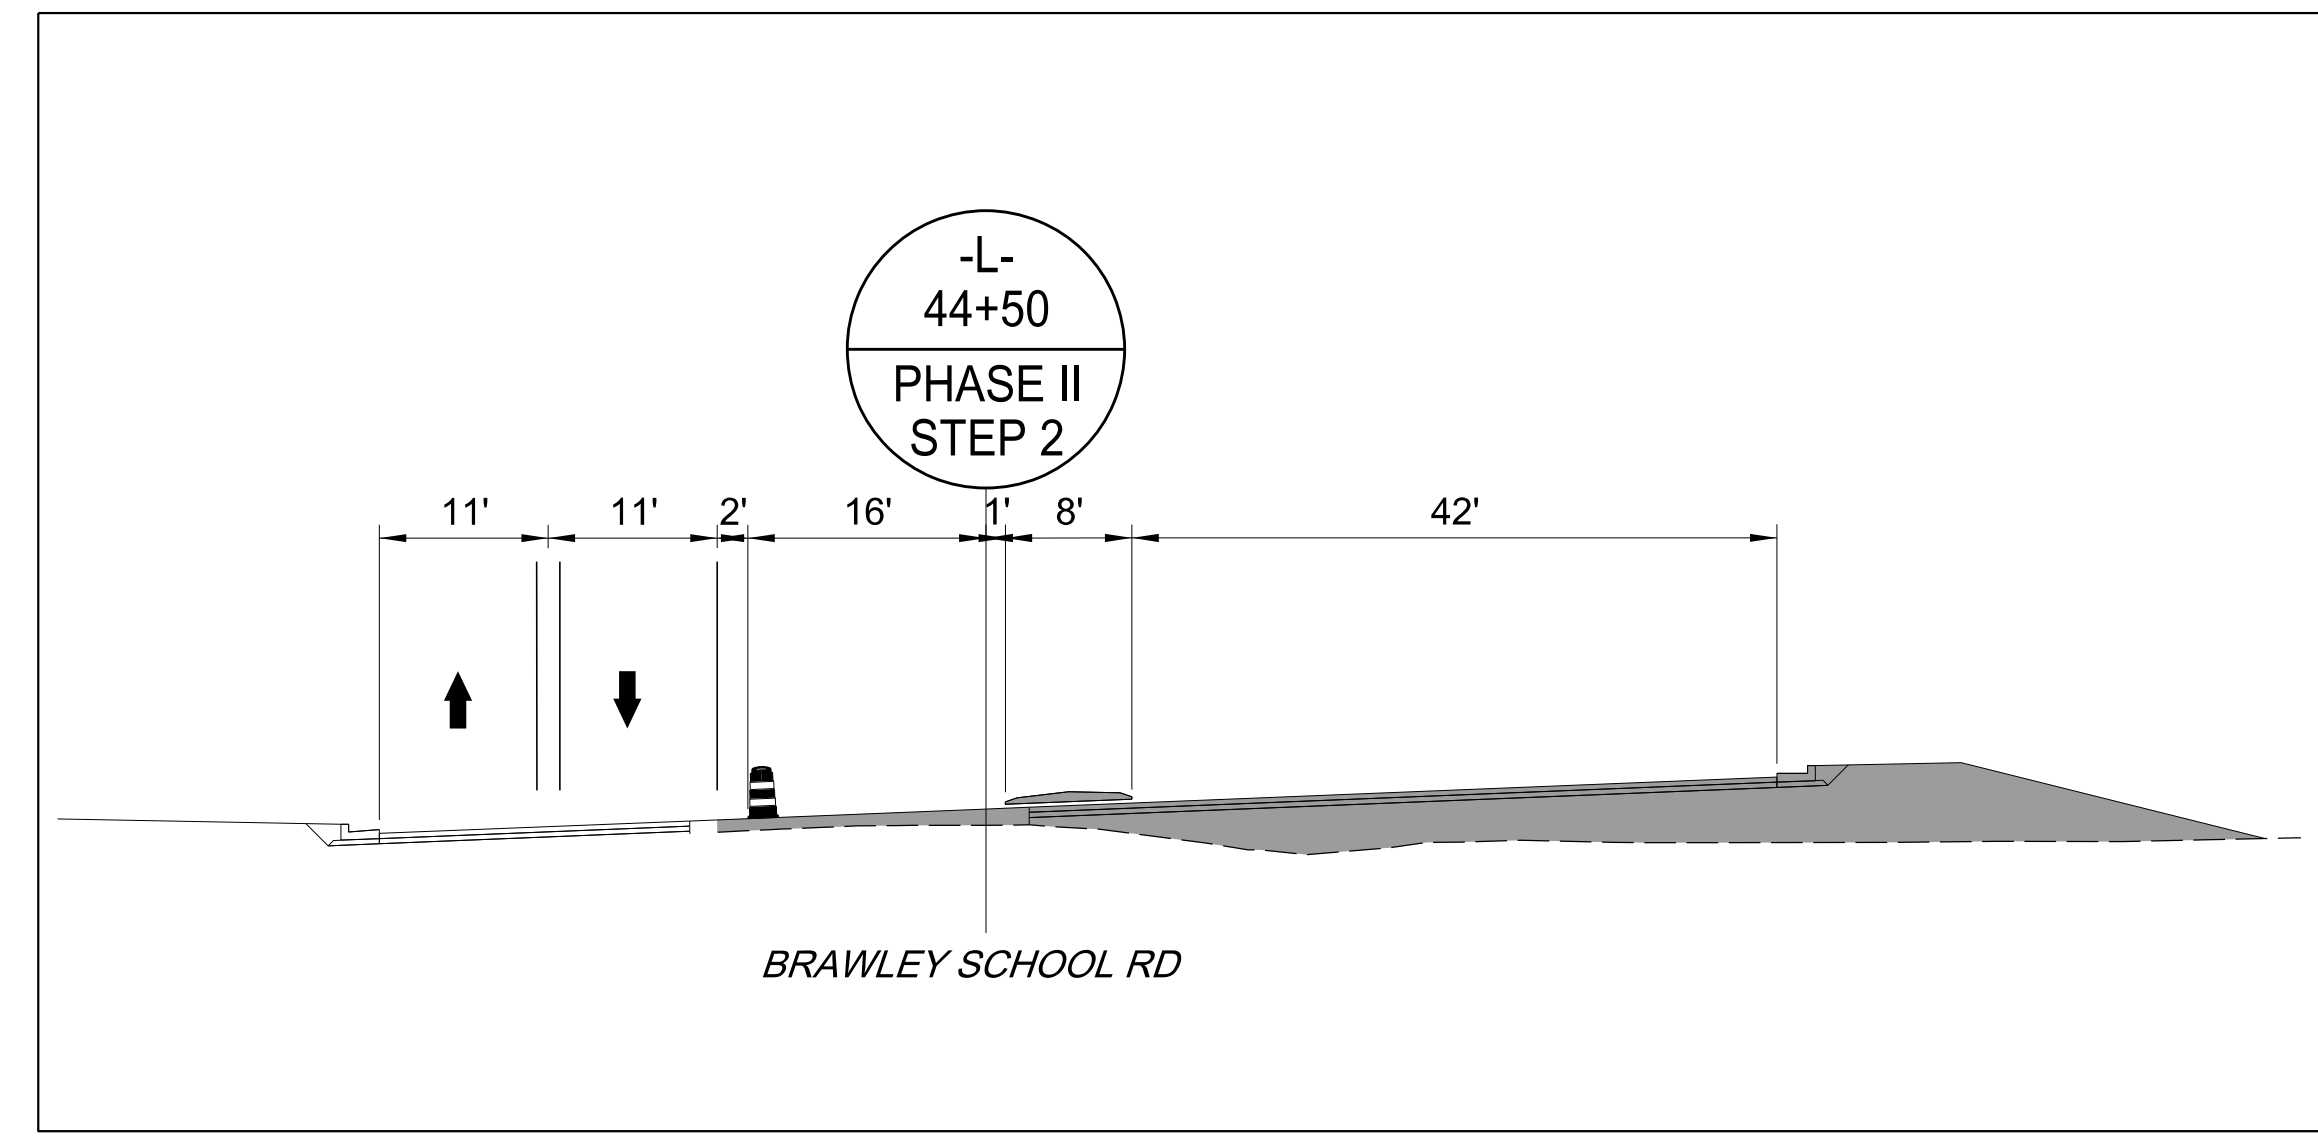 -L-
44+50
PHASE II
STEP 2
11' 11' 2' 16' 1' 8' 42'
BRAWLEY SCHOOL RD